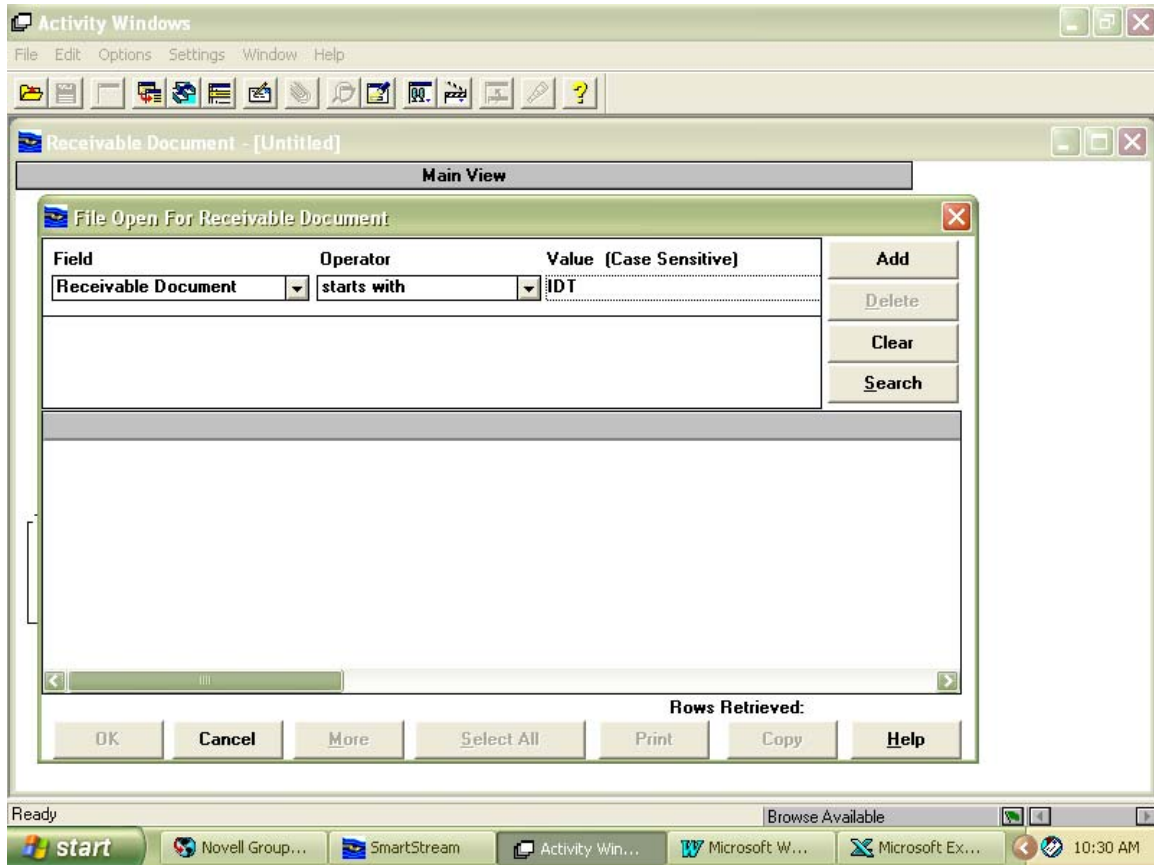 Activity Windows
File Edit Options Settings Window Help
Receivable Document - [Untitled]
Main View
File Open For Receivable Document
Field Operator Value (Case Sensitive) Add
Receivable Document starts with IDT
Delete
Clear
Search
Rows Retrieved:
OK Cancel More Select All Print Copy Help
Ready Browse Available
start Novell Group... SmartStream Activity Win... Microsoft W... Microsoft Ex... 10:30 AM